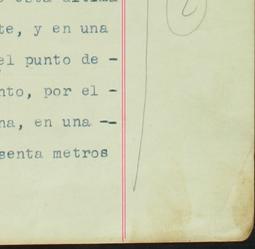 te, y en una
el punto de -
nto, por el -
na, en una --
senta metros